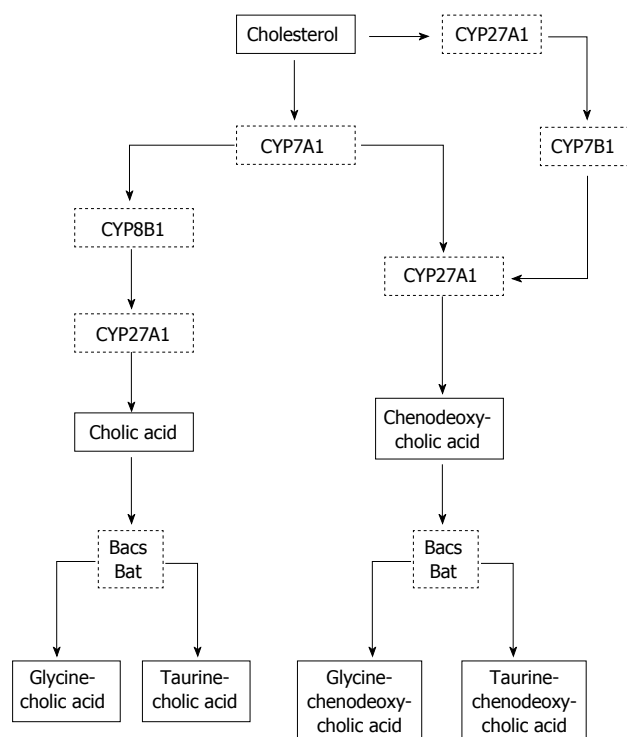 Cholesterol
CYP27A1
CYP7A1
CYP7B1
CYP8B1
CYP27A1
CYP27A1
Cholic acid
Chenodeoxy-
cholic acid
Bacs
Bat
Bacs
Bat
Glycine-
cholic acid
Taurine-
cholic acid
Glycine-
chenodeoxy-
cholic acid
Taurine-
chenodeoxy-
cholic acid